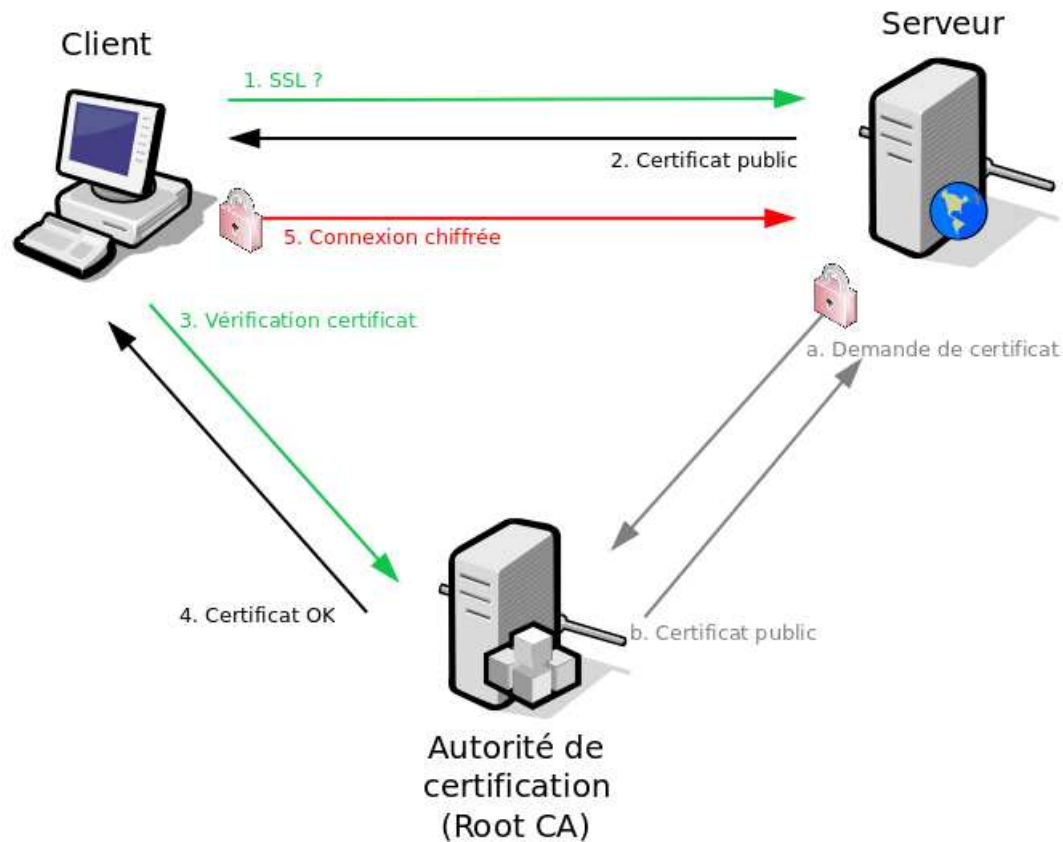 Client
Serveur
1. SSL ?
2. Certificat public
5. Connexion chiffrée
3. Vérification certificat
a. Demande de certificat
4. Certificat OK
b. Certificat public
Autorité de
certification
(Root CA)